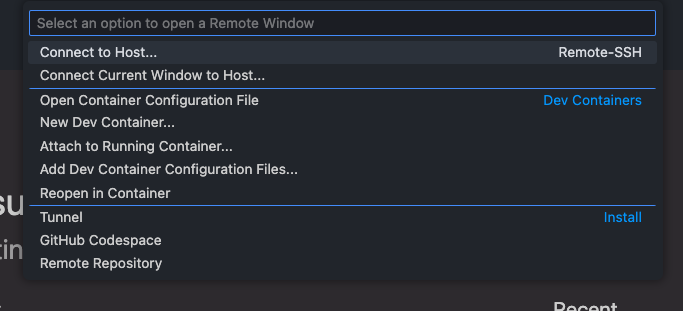 Select an option to open a Remote Window
Connect to Host... Remote-SSH
Connect Current Window to Host...
Open Container Configuration File Dev Containers
New Dev Container...
Attach to Running Container...
Add Dev Container Configuration Files...
Reopen in Container
Tunnel Install
GitHub Codespace
Remote Repository
Recent